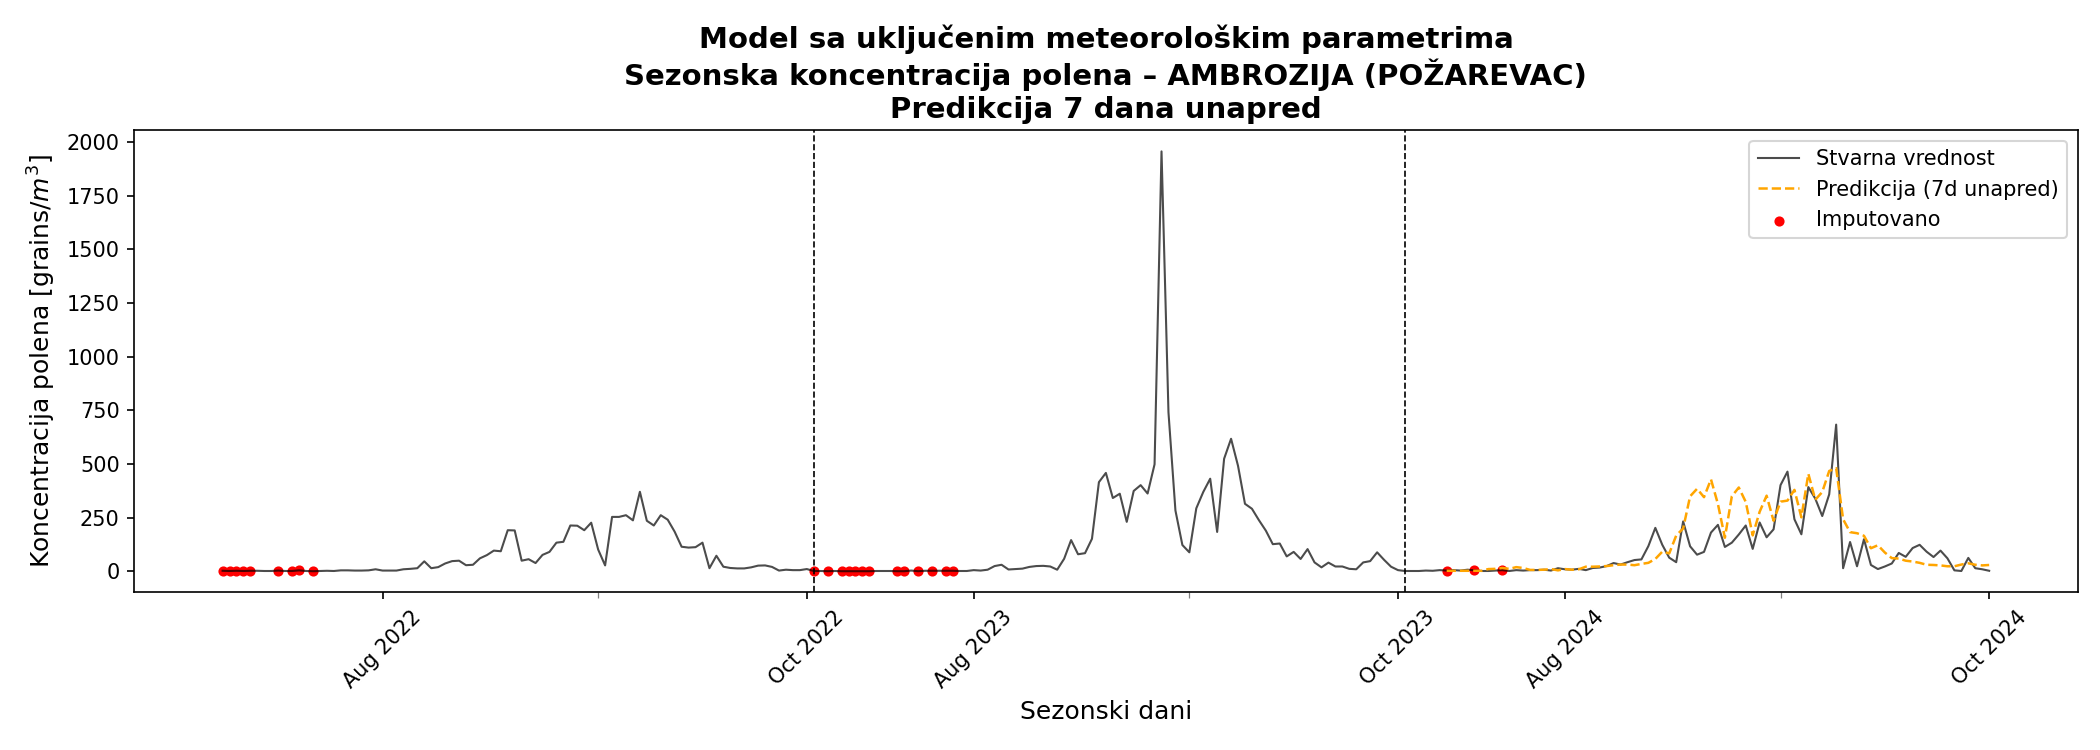 Model sa uključenim meteorološkim parametrima
Sezonska koncentracija polena – AMBROZIJA (POŽAREVAC)
Predikcija 7 dana unapred
Koncentracija polena [grains/m³]
2000
1750
1500
1250
1000
750
500
250
0
Stvarna vrednost
Predikcija (7d unapred)
Imputovano
Aug 2022
Oct 2022
Aug 2023
Oct 2023
Aug 2024
Oct 2024
Sezonski dani